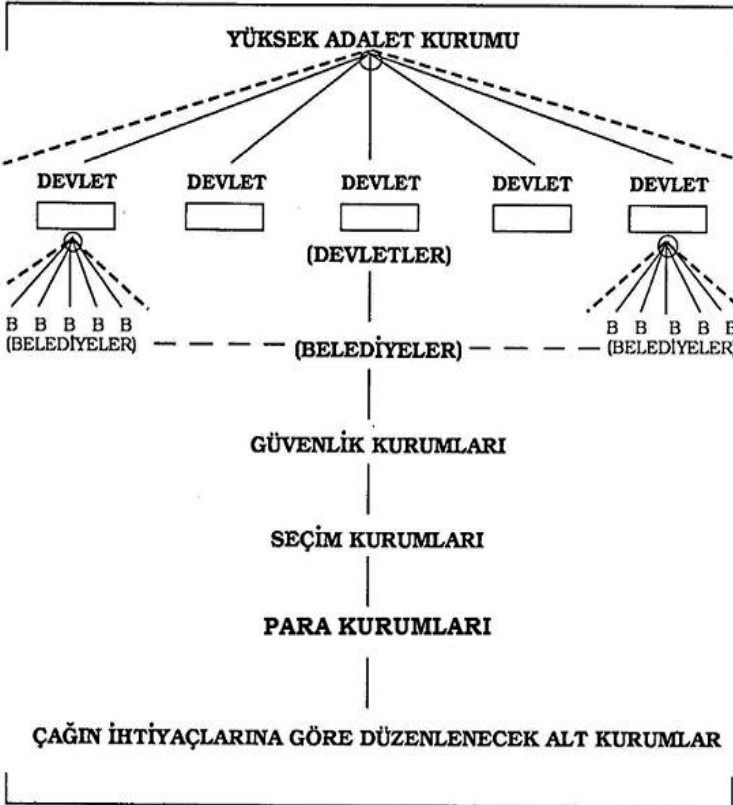 YÜKSEK ADALET KURUMU
DEVLET DEVLET DEVLET DEVLET DEVLET
(DEVLETLER)
B B B B B B B B B B
(BELEDİYELER) (BELEDİYELER) (BELEDİYELER)
GÜVENLİK KURUMLARI
SEÇİM KURUMLARI
PARA KURUMLARI
ÇAĞIN İHTİYAÇLARINA GÖRE DÜZENLENECEK ALT KURUMLAR